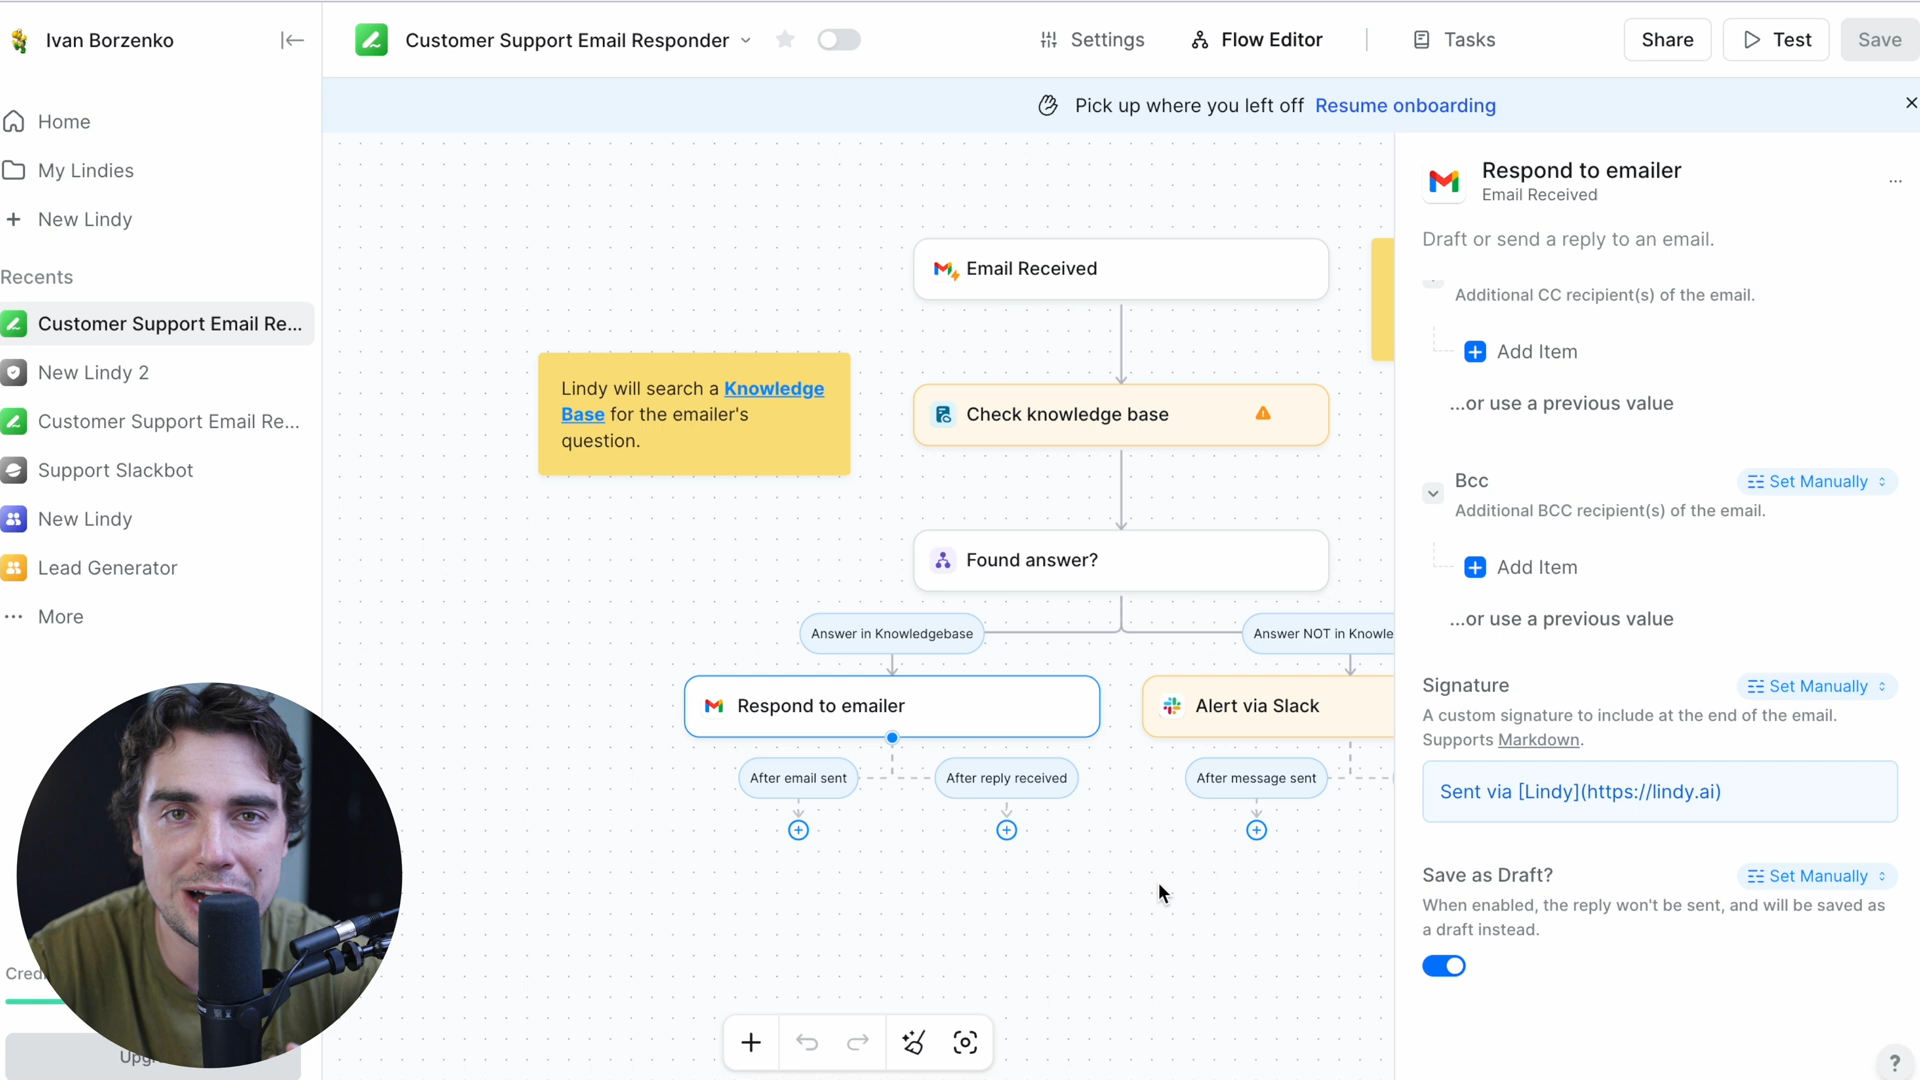 Ivan Borzenko
Customer Support Email Responder
Settings
Flow Editor
Tasks
Share
Test
Save
Pick up where you left off Resume onboarding
Home
My Lindies
New Lindy
Recents
Customer Support Email Re...
New Lindy 2
Customer Support Email Re...
Support Slackbot
New Lindy
Lead Generator
More
Email Received
Lindy will search a Knowledge
Base for the emailer's
question.
Check knowledge base
Found answer?
Answer in Knowledgebase
Answer NOT in Knowle
Respond to emailer
Alert via Slack
After email sent
After reply received
After message sent
Respond to emailer
Email Received
Draft or send a reply to an email.
Additional CC recipient(s) of the email.
Add Item
...or use a previous value
Bcc
Set Manually
Additional BCC recipient(s) of the email.
Add Item
...or use a previous value
Signature
Set Manually
A custom signature to include at the end of the email.
Supports Markdown.
Sent via [Lindy](https://lindy.ai)
Save as Draft?
Set Manually
When enabled, the reply won't be sent, and will be saved as
a draft instead.
?